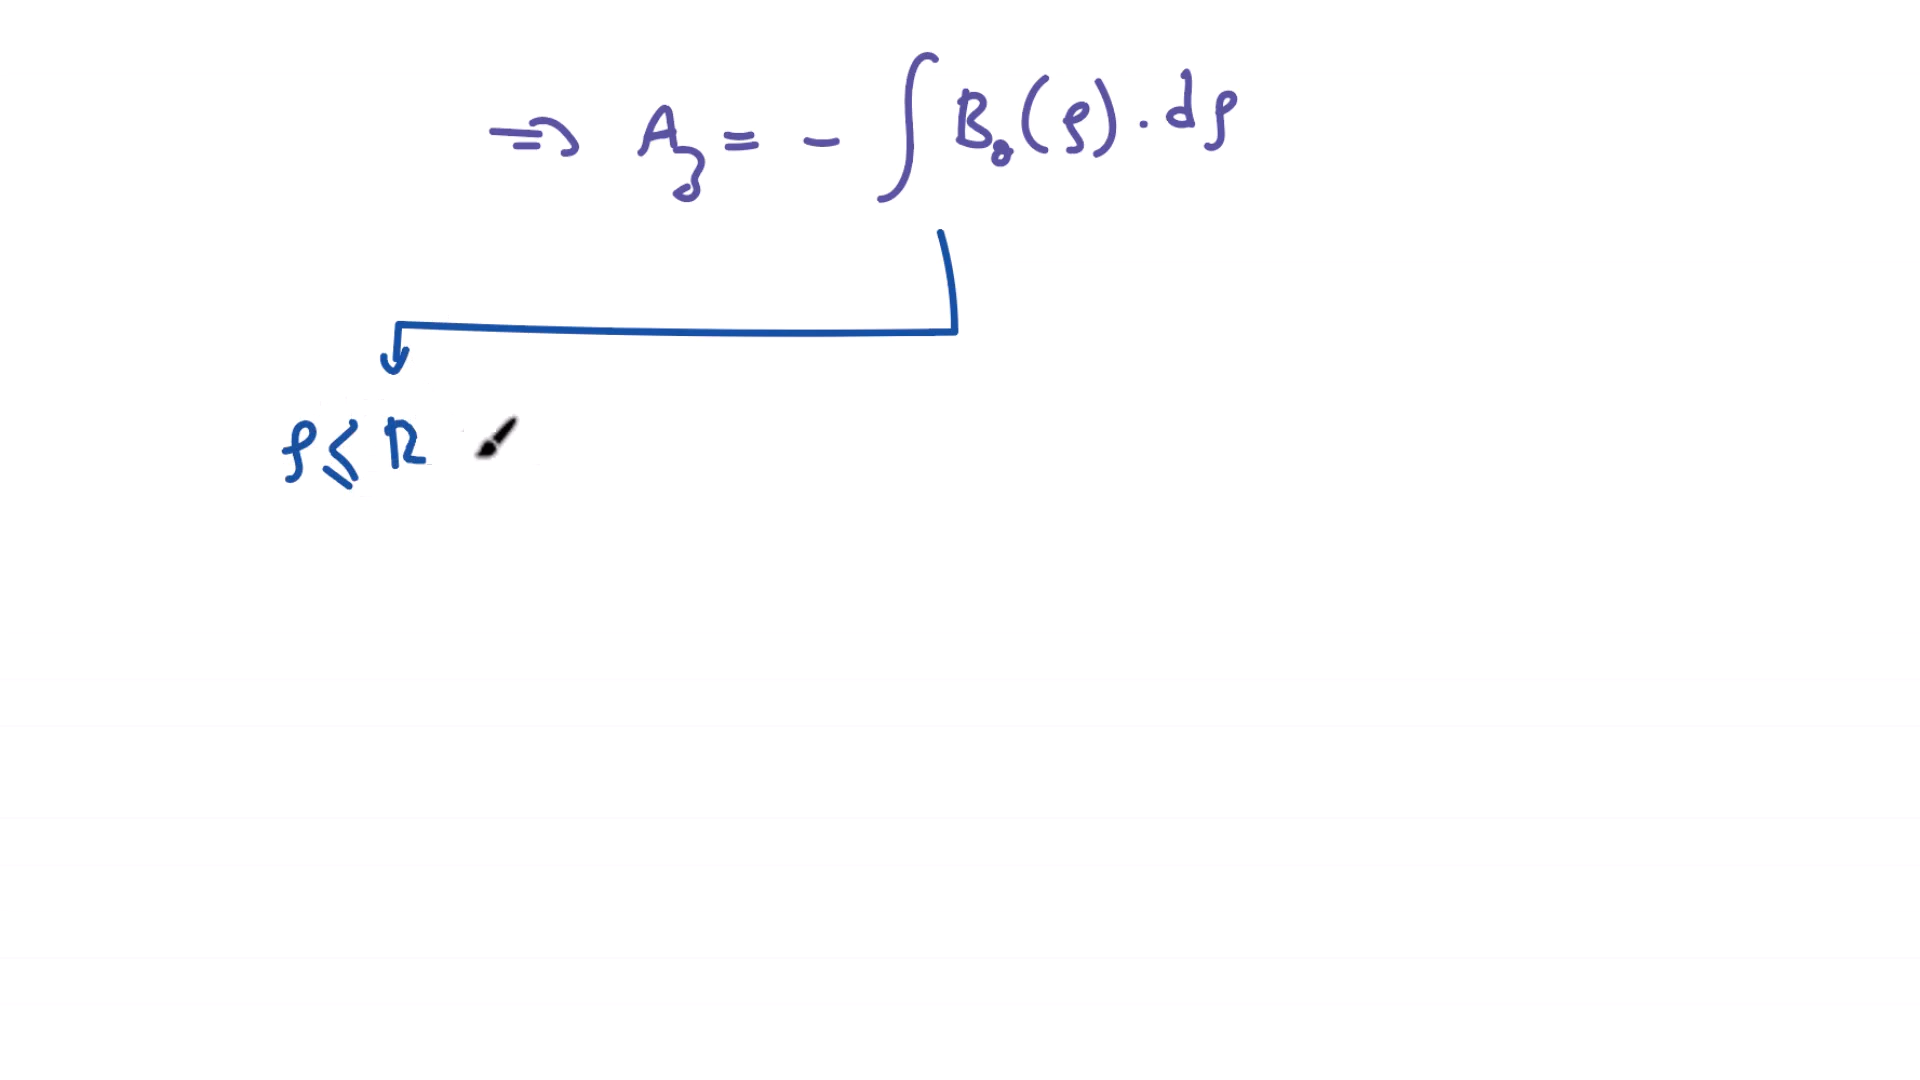 ⇒ A_z = - ∫ B_θ(ρ) . dρ
ρ ≤ R